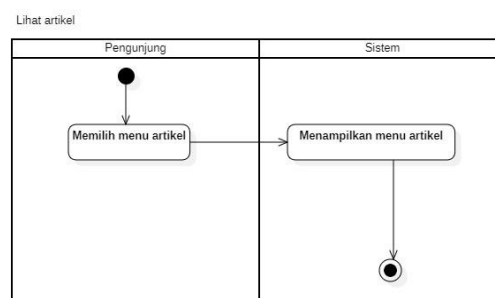 Lihat artikel
Pengunjung
Sistem
Memilih menu artikel
Menampilkan menu artikel